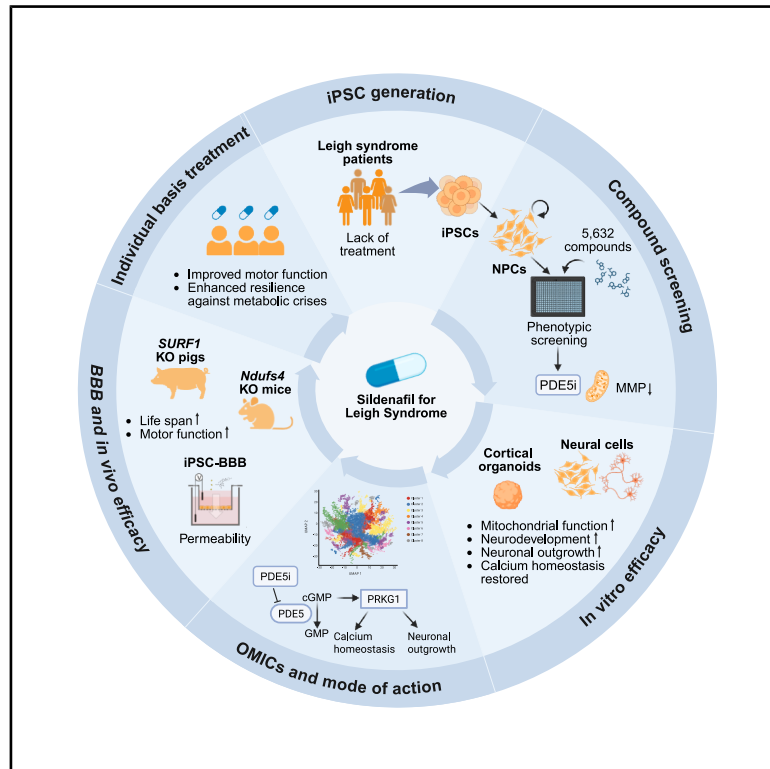 iPSC generation
Leigh syndrome
patients
Lack of
treatment
iPSCs
NPCs
Compound screening
5,632
compounds
Phenotypic
screening
PDE5i
MMP↓
In vitro efficacy
Cortical
organoids
Neural cells
• Mitochondrial function↑
• Neurodevelopment↑
• Neuronal outgrowth↑
• Calcium homeostasis
restored
OMICs and mode of action
PDE5i
PDE5
cGMP
GMP
PRKG1
Calcium
homeostasis
Neuronal
outgrowth
BBB and in vivo efficacy
SURF1
KO pigs
Ndufs4
KO mice
• Life span↑
• Motor function↑
iPSC-BBB
Permeability
Individual basis treatment
• Improved motor function
• Enhanced resilience
against metabolic crises
Sildenafil for
Leigh Syndrome